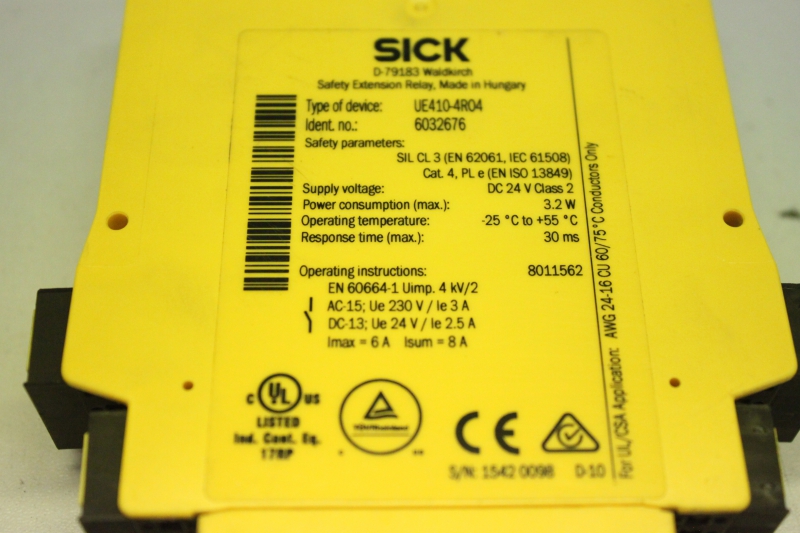 SICK
D-79183 Waldkirch
Safety Extension Relay, Made in Hungary
Type of device: UE410-4RO4
Ident. no.: 6032676
Safety parameters:
SIL CL 3 (EN 62061, IEC 61508)
Cat. 4, PL e (EN ISO 13849)
Supply voltage: DC 24 V Class 2
Power consumption (max.): 3.2 W
Operating temperature: -25 °C to +55 °C
Response time (max.): 30 ms
Operating instructions: 8011562
EN 60664-1 Uimp. 4 kV/2
AC-15; Ue 230 V / Ie 3 A
DC-13; Ue 24 V / Ie 2.5 A
Imax = 6 A Isum = 8 A
For UL/CSA Application: AWG 24-16 CU 60/75°C Conductors Only
C UL US
LISTED
Ind. Cont. Eq.
17RP
TÜVRheinland
CE
S/N: 1542 0098 D-10